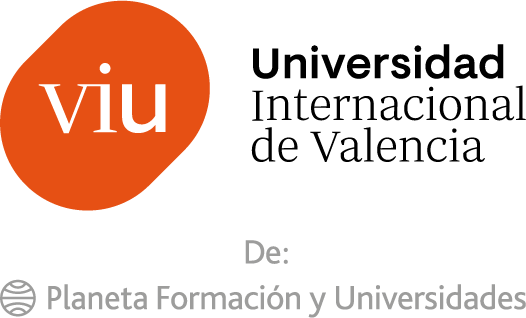 viu
Universidad
Internacional
de Valencia
De:
Planeta Formación y Universidades